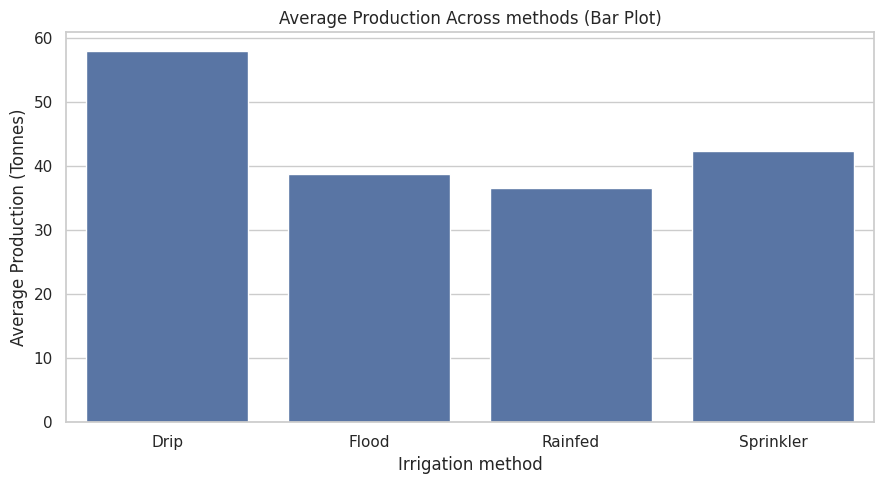 Average Production Across methods (Bar Plot)
Average Production (Tonnes)
60
50
40
30
20
10
0
Drip Flood Rainfed Sprinkler
Irrigation method